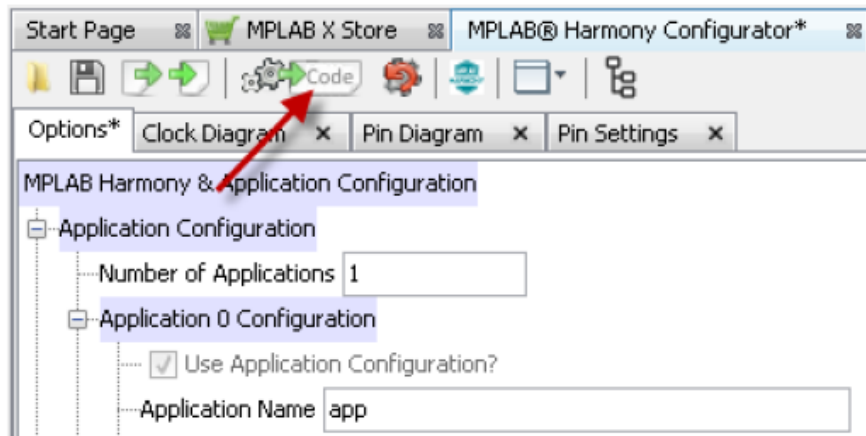 Start Page MPLAB X Store MPLAB® Harmony Configurator*
Code
Options* Clock Diagram Pin Diagram Pin Settings
MPLAB Harmony & Application Configuration
Application Configuration
Number of Applications 1
Application 0 Configuration
Use Application Configuration?
Application Name app